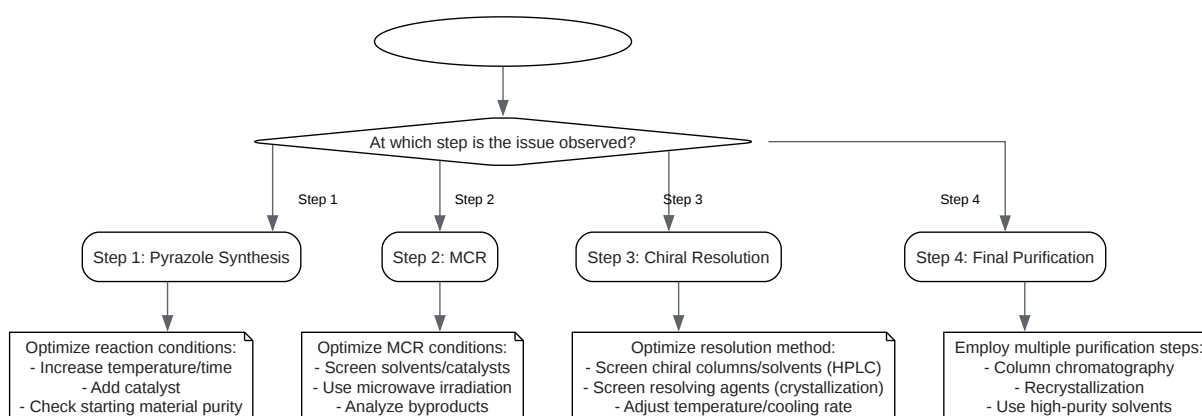 At which step is the issue observed?
Step 1
Step 2
Step 3
Step 4
Step 1: Pyrazole Synthesis
Step 2: MCR
Step 3: Chiral Resolution
Step 4: Final Purification
Optimize reaction conditions:
- Increase temperature/time
- Add catalyst
- Check starting material purity
Optimize MCR conditions:
- Screen solvents/catalysts
- Use microwave irradiation
- Analyze byproducts
Optimize resolution method:
- Screen chiral columns/solvents (HPLC)
- Screen resolving agents (crystallization)
- Adjust temperature/cooling rate
Employ multiple purification steps:
- Column chromatography
- Recrystallization
- Use high-purity solvents